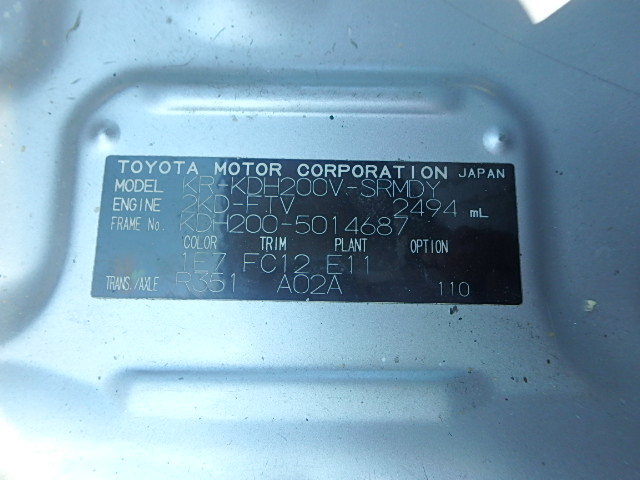 TOYOTA MOTOR CORPORATION JAPAN
MODEL KR-KDH200V-SRMDY
ENGINE 2KD-FTV 2494 mL
FRAME No. KDH200-5014687
COLOR TRIM PLANT OPTION
1E7 FC12 E11
TRANS./AXLE R351 A02A 110